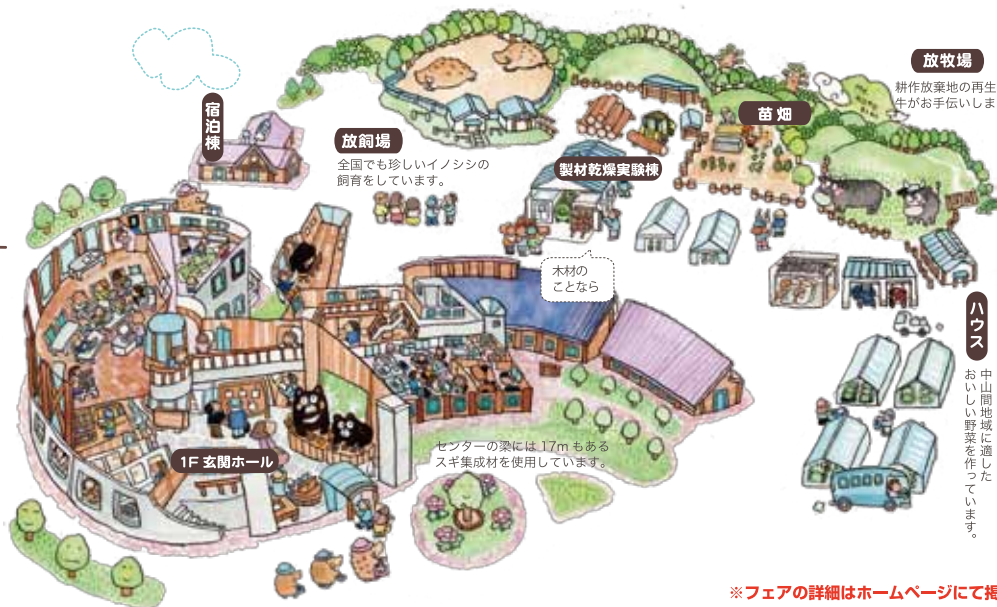 宿泊棟
放飼場
全国でも珍しいイノシシの
飼育をしています。
製材乾燥実験棟
木材の
ことなら
苗畑
放牧場
耕作放棄地の再生
牛がお手伝いしま
ハウス
中山間地域に適した
おいしい野菜を作っています。
1F 玄関ホール
センターの梁には17mもある
スギ集成材を使用しています。
※フェアの詳細はホームページにて掲